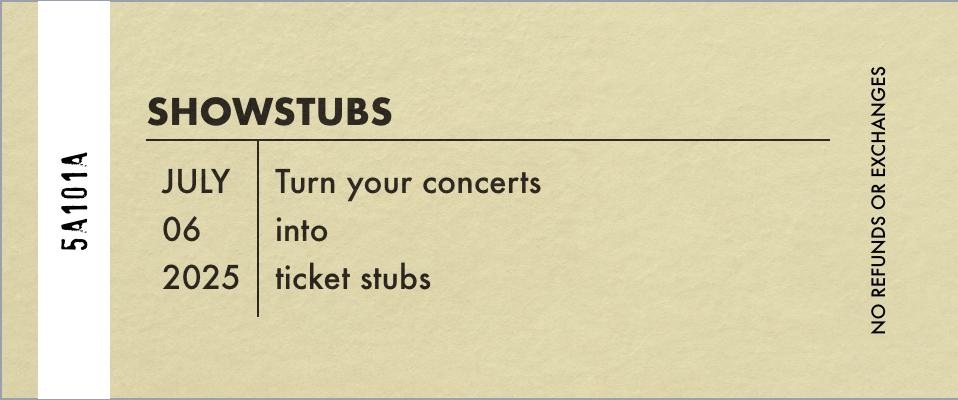 5A101A
SHOWSTUBS
JULY
06
2025
Turn your concerts
into
ticket stubs
NO REFUNDS OR EXCHANGES